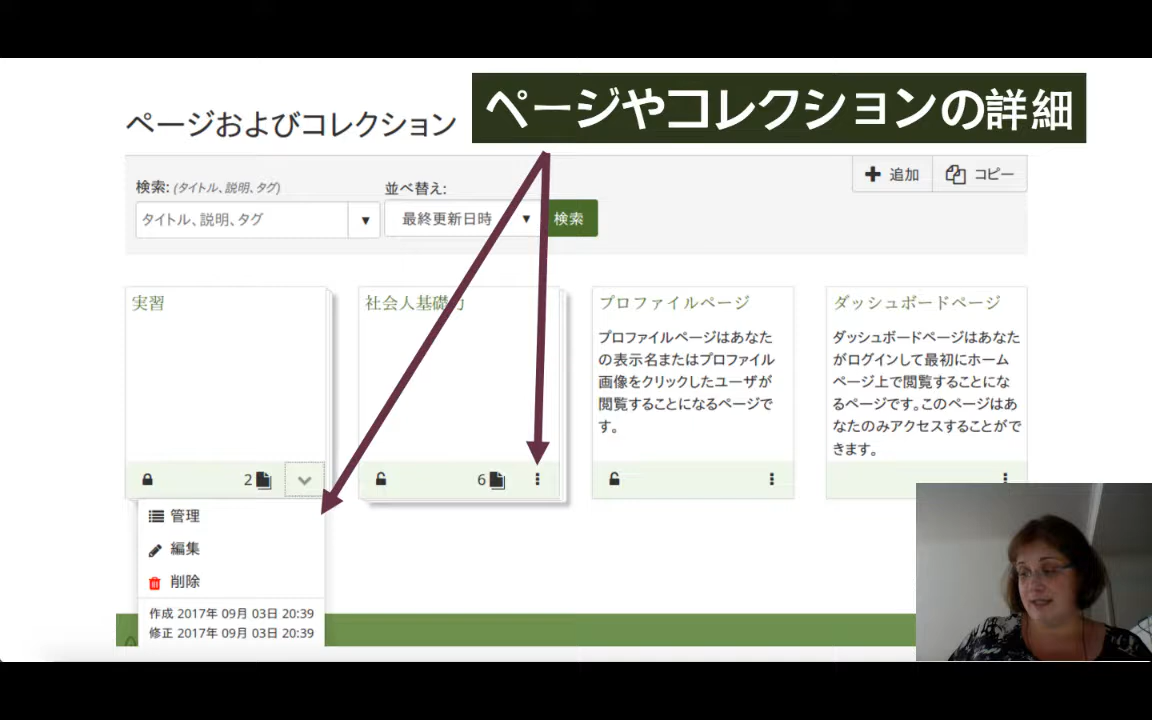 ページやコレクションの詳細
ページおよびコレクション
追加
コピー
検索: (タイトル、説明、タグ)
並べ替え:
タイトル、説明、タグ
最終更新日時
検索
実習
社会人基礎力
プロファイルページ
ダッシュボードページ
プロファイルページはあなた
の表示名またはプロファイル
画像をクリックしたユーザが
閲覧することになるページで
す。
ダッシュボードページはあなた
がログインして最初にホーム
ページ上で閲覧することにな
るページです。このページはあ
なたのみアクセスすることがで
きます。
2
6
管理
編集
削除
作成 2017年 09月 03日 20:39
修正 2017年 09月 03日 20:39